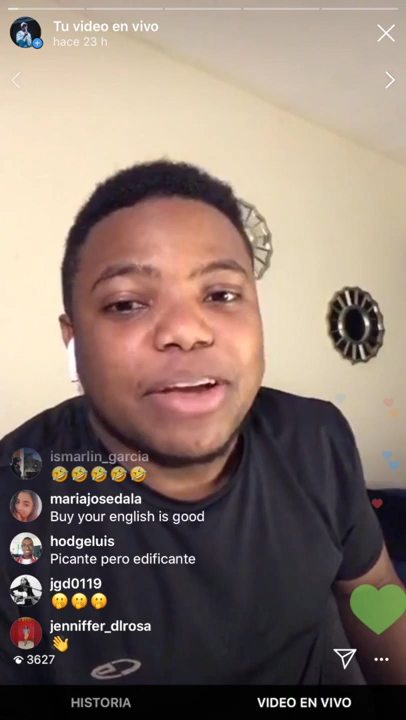 Tu video en vivo
hace 23 h
ismarlin_garcia
🤣🤣🤣🤣🤣
mariajosedala
Buy your english is good
hodgeluis
Picante pero edificante
jgd0119
🤭🤭🤭
jenniffer_dlrosa
👋
3627
HISTORIA
VIDEO EN VIVO